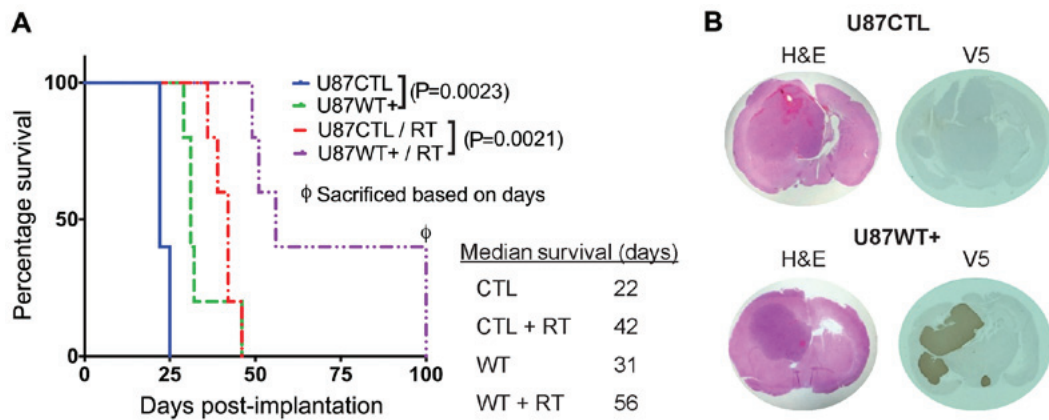 A
Percentage survival
100
50
0
0
25
50
75
100
Days post-implantation
U87CTL
U87WT+
(P=0.0023)
U87CTL / RT
U87WT+ / RT
(P=0.0021)
ϕ Sacrificed based on days
ϕ
Median survival (days)
CTL 22
CTL + RT 42
WT 31
WT + RT 56
B
U87CTL
H&E V5
U87WT+
H&E V5